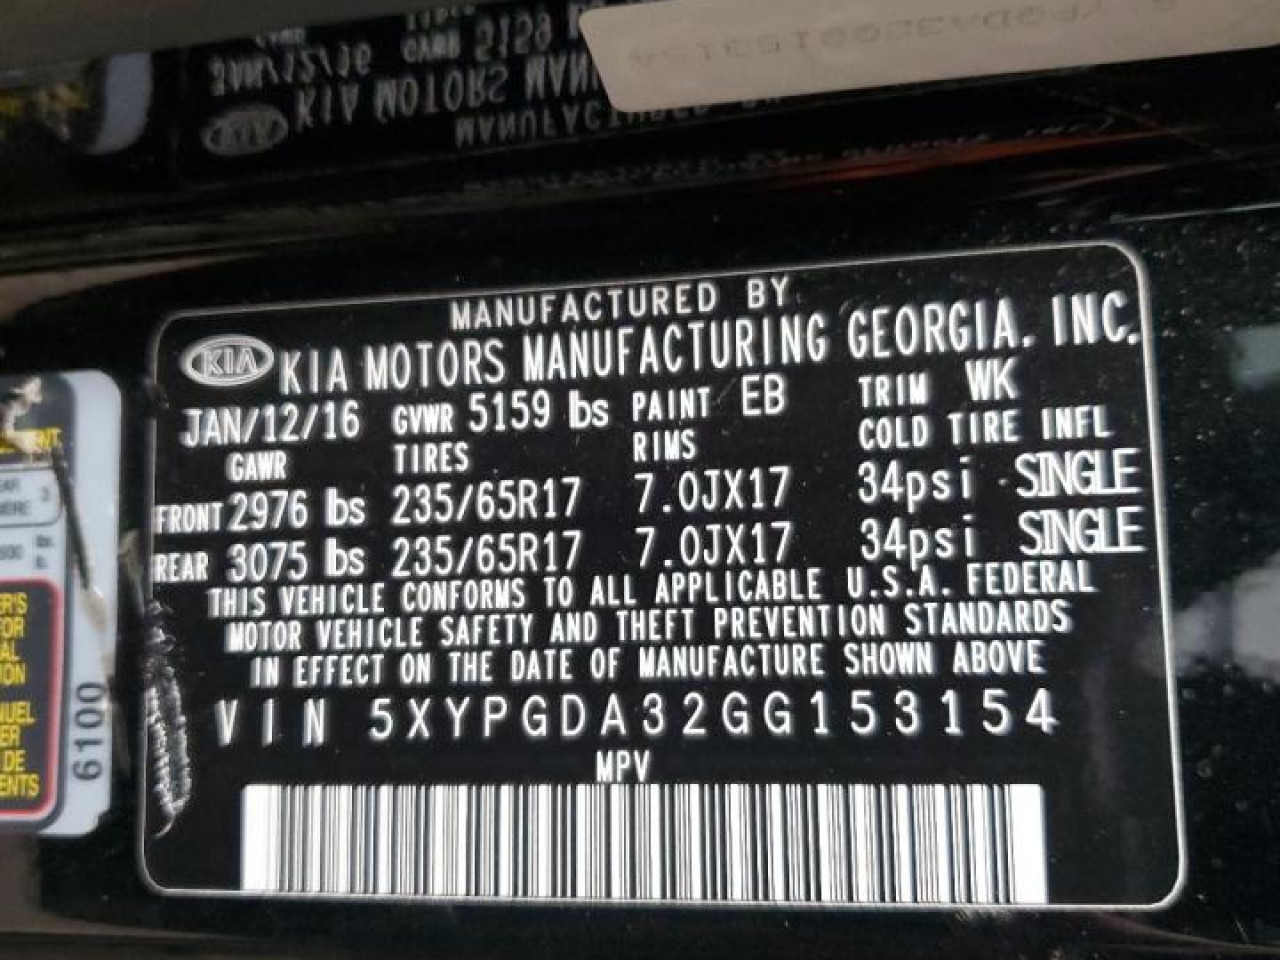 MANUFACTURED BY
KIA KIA MOTORS MANUFACTURING GEORGIA. INC.
JAN/12/16 GVWR 5159 lbs PAINT EB TRIM WK
GAWR TIRES RIMS COLD TIRE INFL
FRONT 2976 lbs 235/65R17 7.0JX17 34psi SINGLE
REAR 3075 lbs 235/65R17 7.0JX17 34psi SINGLE
THIS VEHICLE CONFORMS TO ALL APPLICABLE U.S.A. FEDERAL
MOTOR VEHICLE SAFETY AND THEFT PREVENTION STANDARDS
IN EFFECT ON THE DATE OF MANUFACTURE SHOWN ABOVE
VIN 5XYPGDA32GG153154
MPV
6100